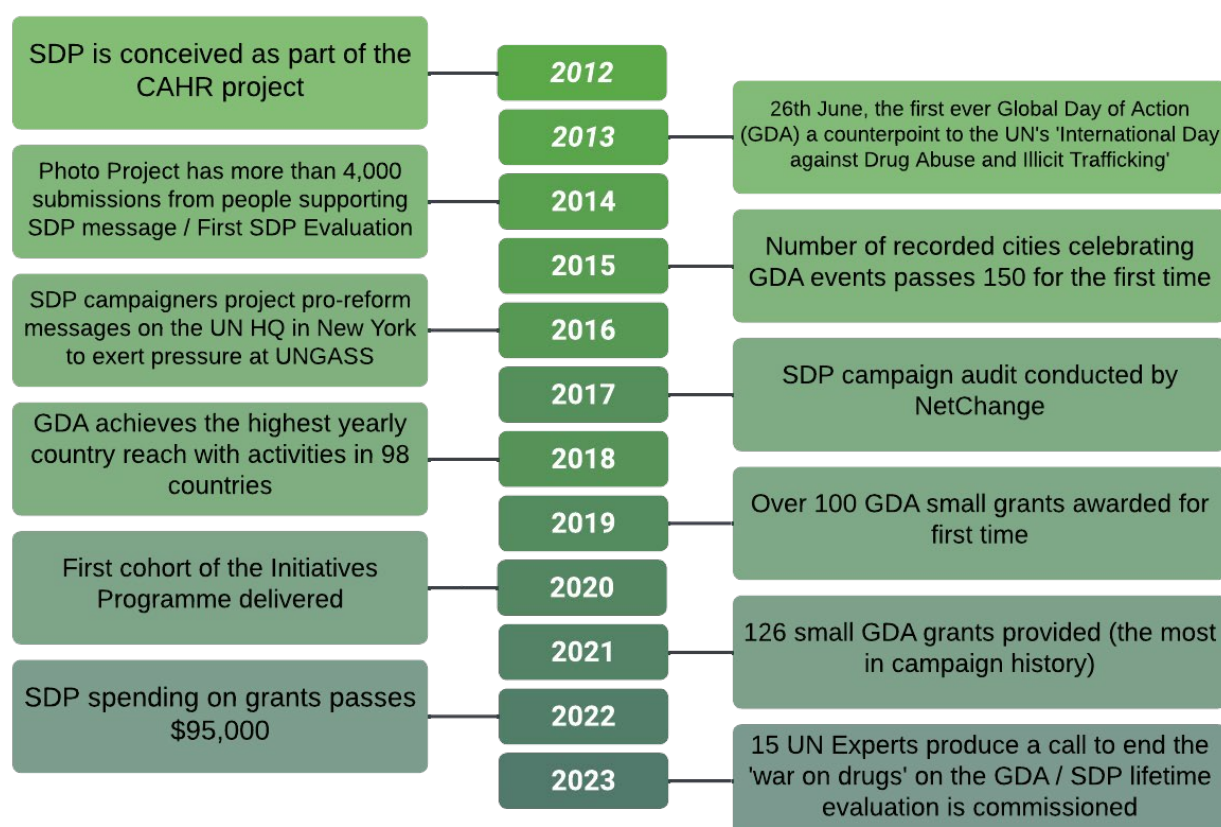 SDP is conceived as part of the
CAHR project
2012
2013
26th June, the first ever Global Day of Action
(GDA) a counterpoint to the UN's 'International Day
against Drug Abuse and Illicit Trafficking'
Photo Project has more than 4,000
submissions from people supporting
SDP message / First SDP Evaluation
2014
2015
Number of recorded cities celebrating
GDA events passes 150 for the first time
SDP campaigners project pro-reform
messages on the UN HQ in New York
to exert pressure at UNGASS
2016
2017
SDP campaign audit conducted by
NetChange
GDA achieves the highest yearly
country reach with activities in 98
countries
2018
2019
Over 100 GDA small grants awarded for
first time
First cohort of the Initiatives
Programme delivered
2020
2021
126 small GDA grants provided (the most
in campaign history)
SDP spending on grants passes
$95,000
2022
2023
15 UN Experts produce a call to end the
'war on drugs' on the GDA / SDP lifetime
evaluation is commissioned